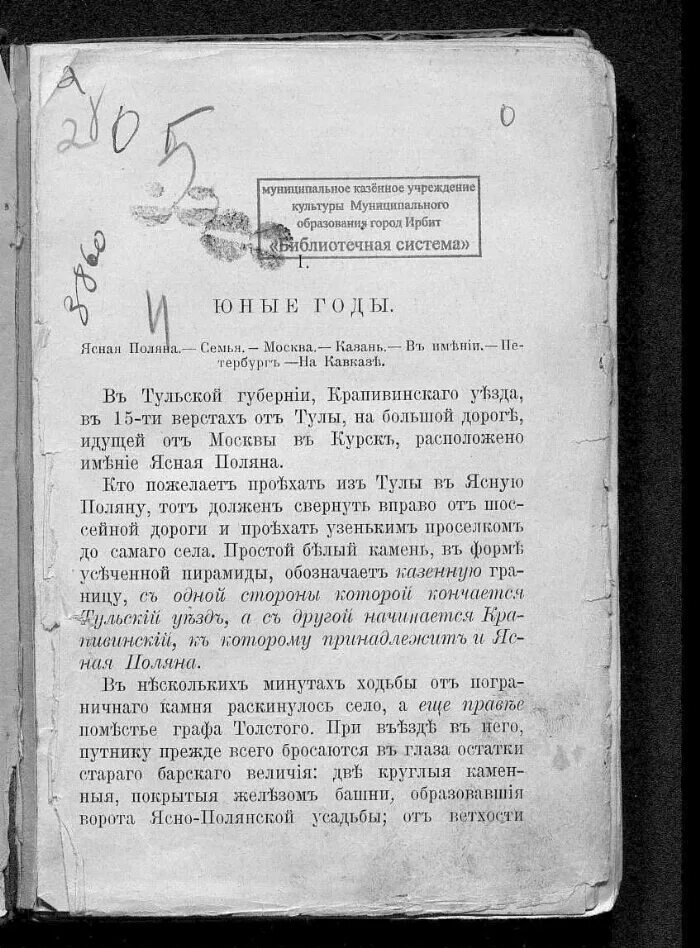 2
280
5
0
3860
И
муниципальное казённое учреждение
культуры Муниципального
образования город Ирбит
«Библиотечная система»
I.
ЮНЫЕ ГОДЫ.
Ясная Поляна.— Семья. — Москва.— Казань.— Въ имѣніи.— Пе-
тербургъ —На Кавказѣ.
Въ Тульской губерніи, Крапивинскаго уѣзда,
въ 15-ти верстахъ отъ Тулы, на большой дорогѣ,
идущей отъ Москвы въ Курскъ, расположено
имѣніе Ясная Поляна.
Кто пожелаетъ проѣхать изъ Тулы въ Ясную
Поляну, тотъ долженъ свернуть вправо отъ шос-
сейной дороги и проѣхать узенькимъ проселкомъ
до самаго села. Простой бѣлый камень, въ формѣ
усѣченной пирамиды, обозначаетъ казенную гра-
ницу, съ одной стороны которой кончается
Тульскій уѣздъ, а съ другой начинается Кра-
пивинскій, къ которому принадлежитъ и Яс-
ная Поляна.
Въ нѣсколькихъ минутахъ ходьбы отъ погра-
ничнаго камня раскинулось село, а еще правѣе
помѣстье графа Толстого. При въѣздѣ въ него,
путнику прежде всего бросаются въ глаза остатки
стараго барскаго величія: двѣ круглыя камен-
ныя, покрытыя желѣзомъ башни, образовавшія
ворота Ясно-Полянской усадьбы; отъ ветхости